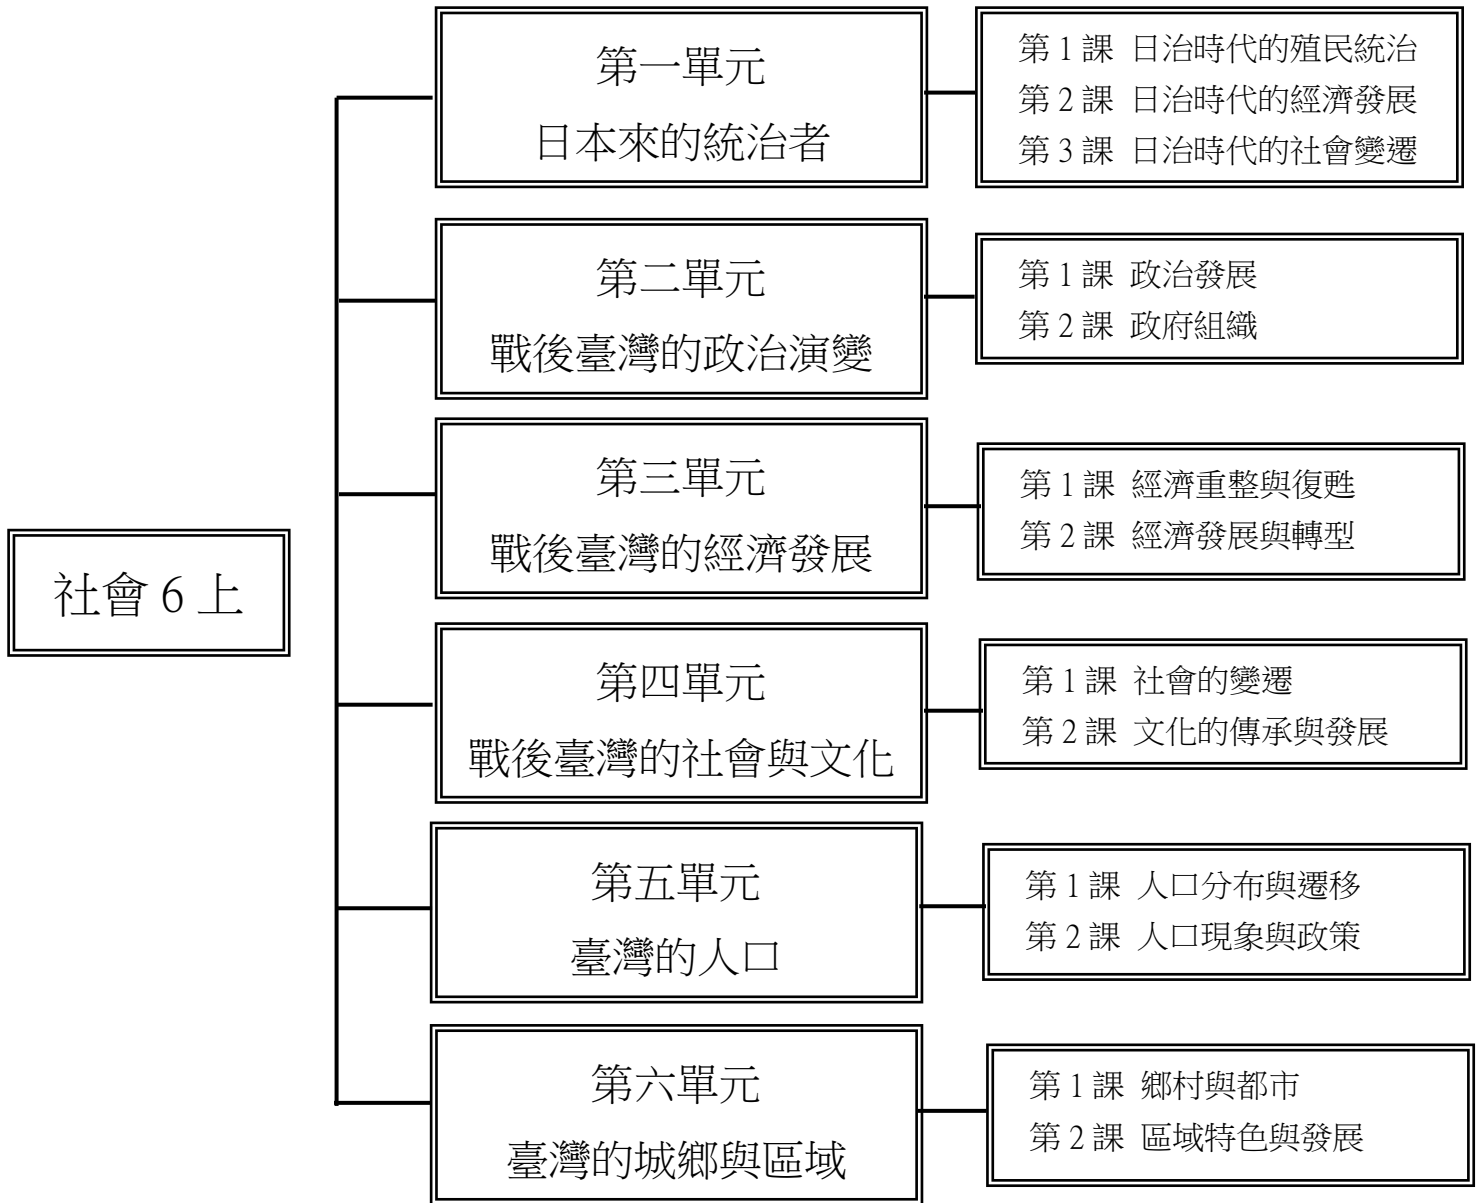 社會 6 上
第一單元
日本來的統治者
第 1 課 日治時代的殖民統治
第 2 課 日治時代的經濟發展
第 3 課 日治時代的社會變遷
第二單元
戰後臺灣的政治演變
第 1 課 政治發展
第 2 課 政府組織
第三單元
戰後臺灣的經濟發展
第 1 課 經濟重整與復甦
第 2 課 經濟發展與轉型
第四單元
戰後臺灣的社會與文化
第 1 課 社會的變遷
第 2 課 文化的傳承與發展
第五單元
臺灣的人口
第 1 課 人口分布與遷移
第 2 課 人口現象與政策
第六單元
臺灣的城鄉與區域
第 1 課 鄉村與都市
第 2 課 區域特色與發展